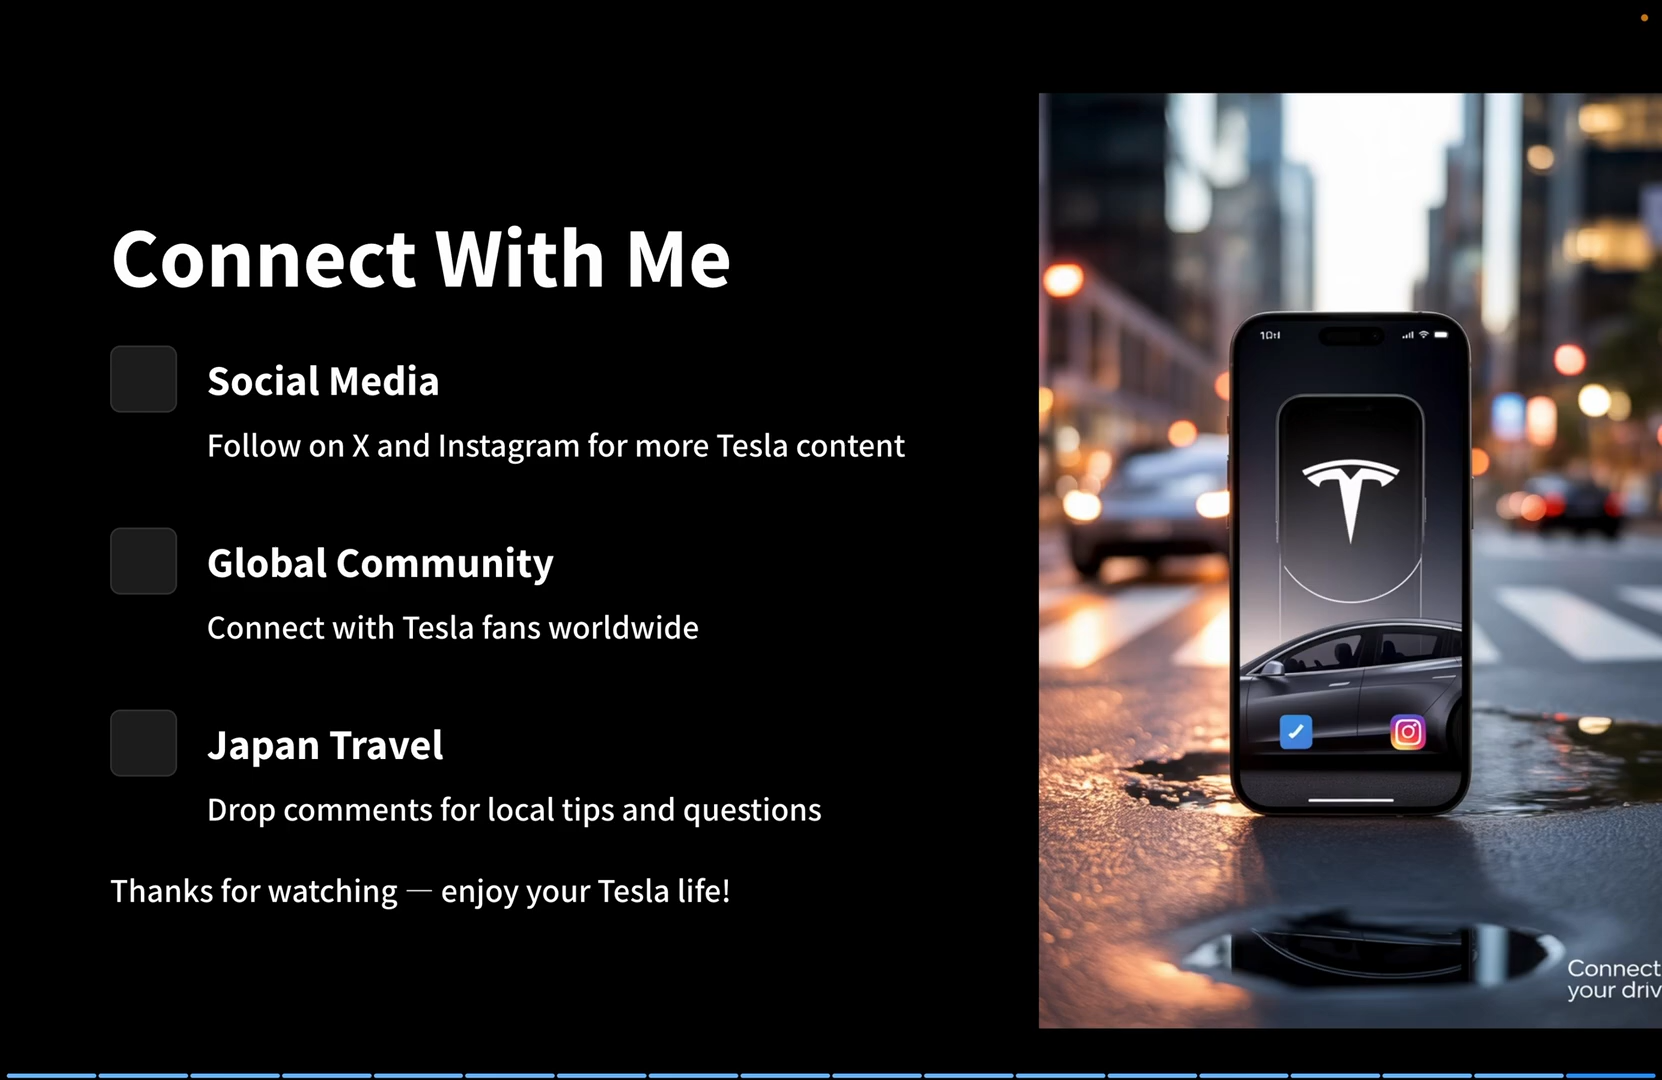 Connect With Me
Social Media
Follow on X and Instagram for more Tesla content
Global Community
Connect with Tesla fans worldwide
Japan Travel
Drop comments for local tips and questions
Thanks for watching — enjoy your Tesla life!
Connect
your driv